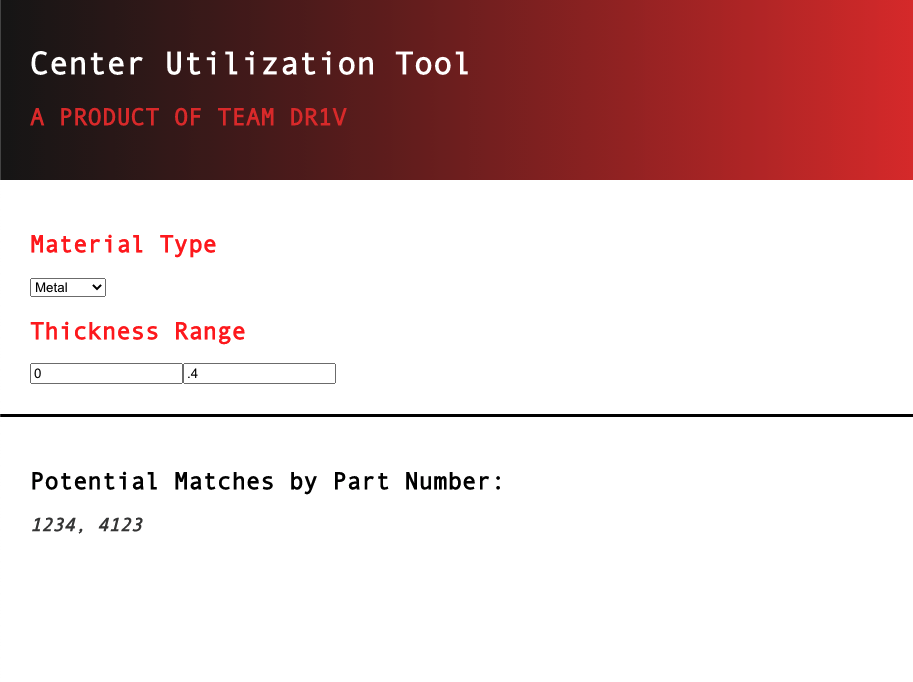 Center Utilization Tool
A PRODUCT OF TEAM DR1V
Material Type
Metal
Thickness Range
0 .4
Potential Matches by Part Number:
1234, 4123